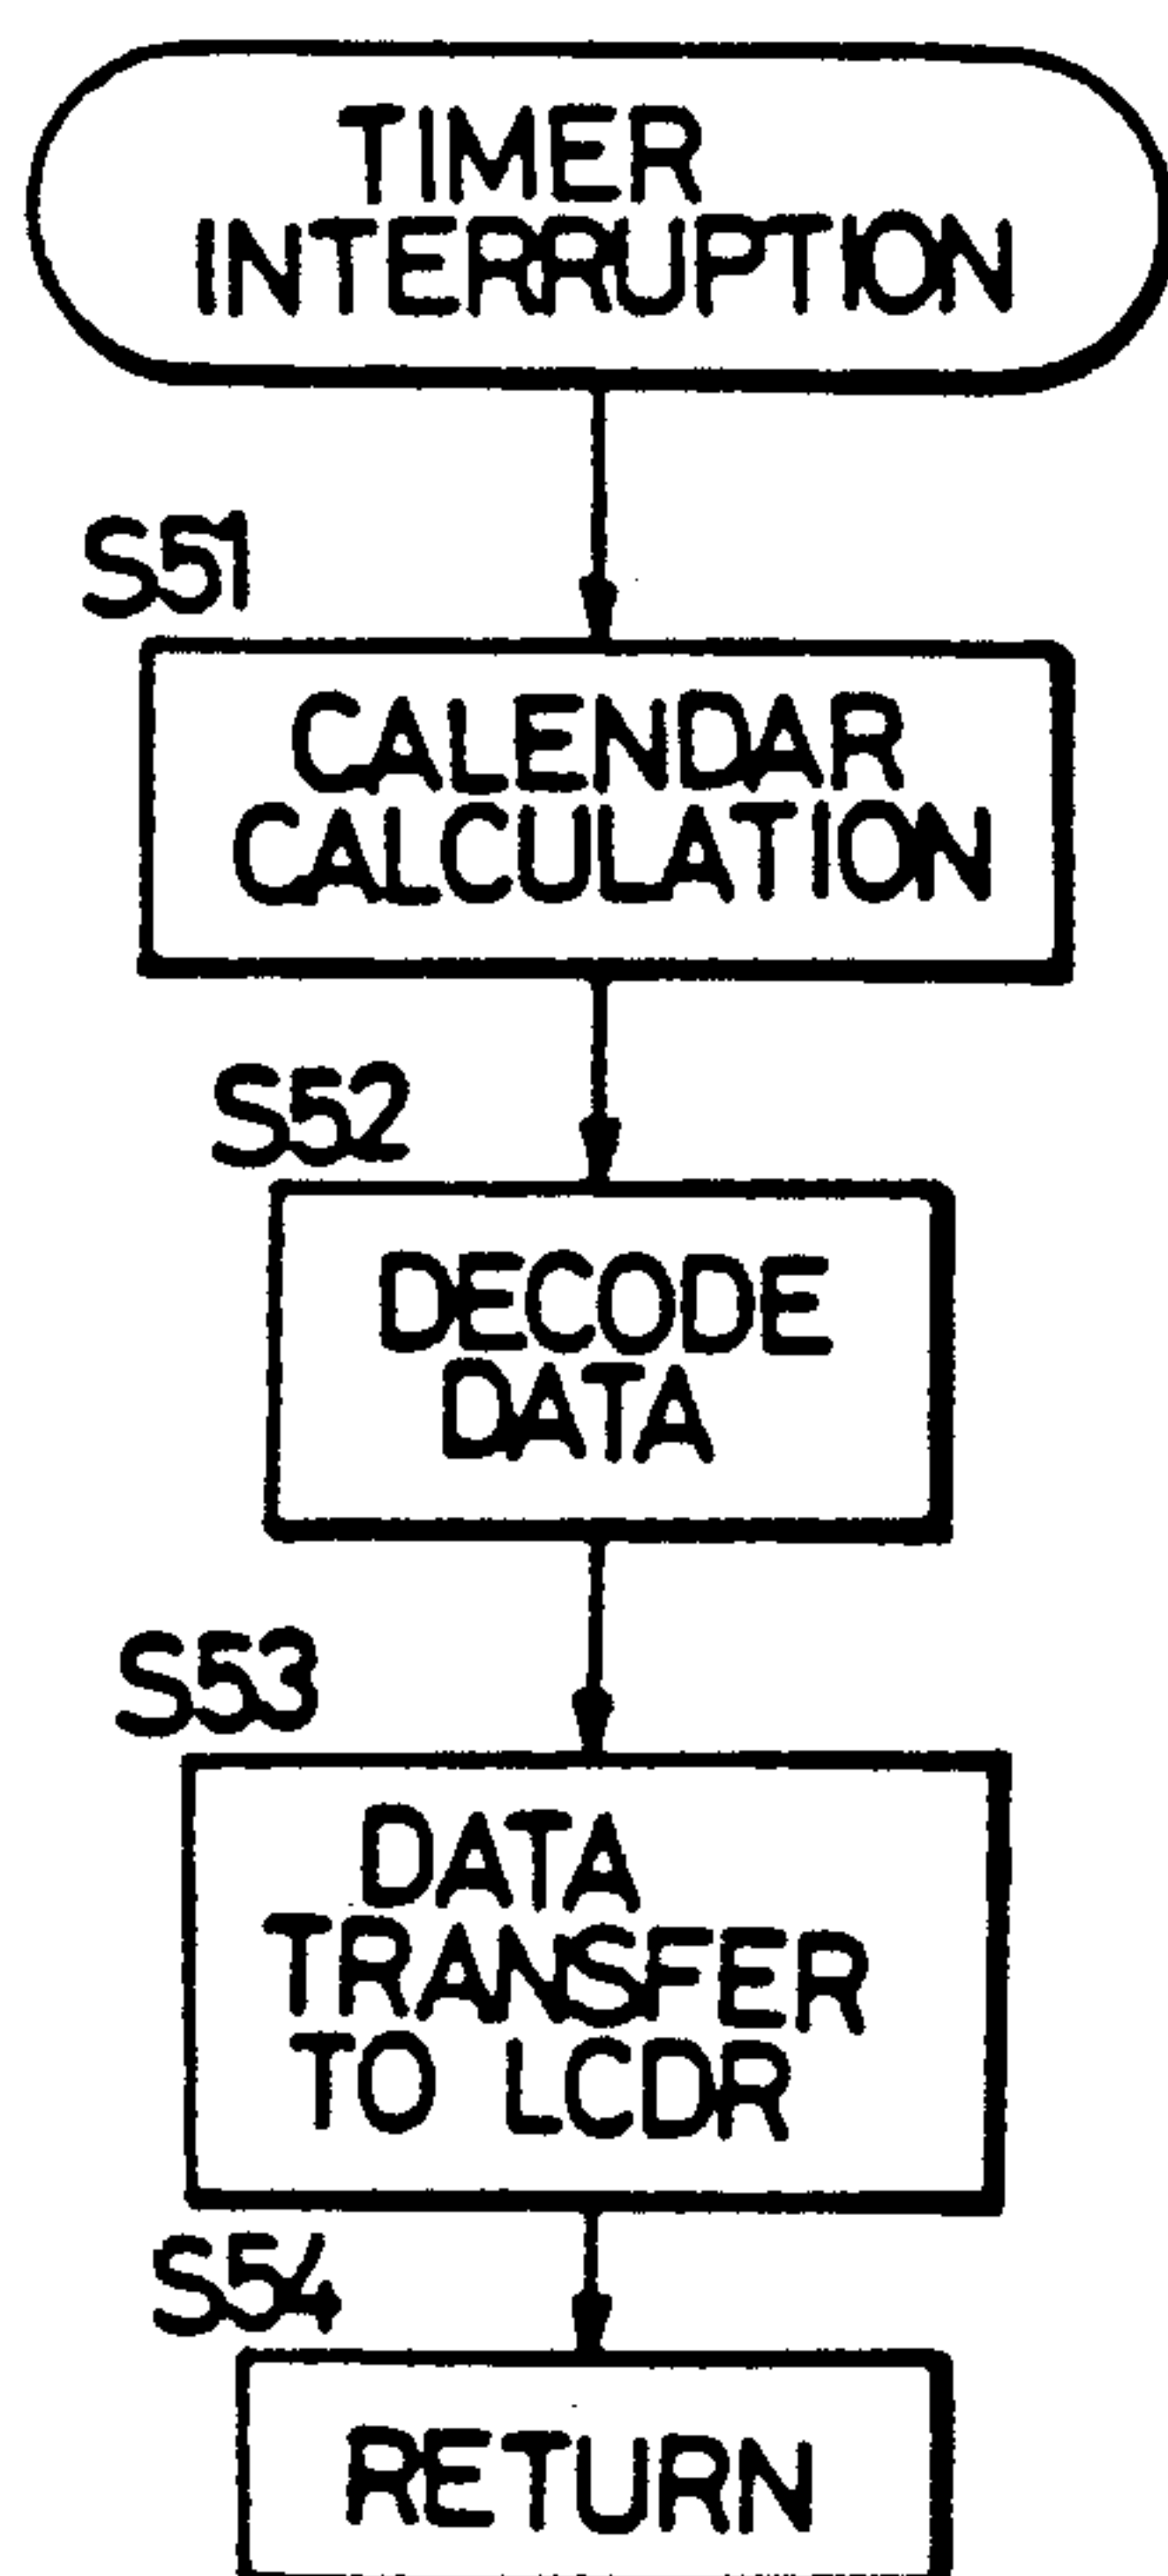 TIMER
INTERRUPTION
S51
CALENDAR
CALCULATION
S52
DECODE
DATA
S53
DATA
TRANSFER
TO LCDR
S54
RETURN